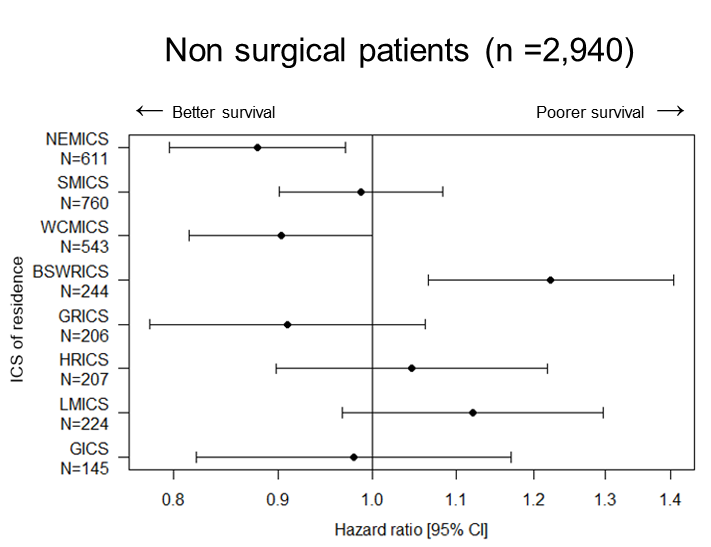 Non surgical patients (n =2,940)
← Better survival
Poorer survival →
NEMICS
N=611
SMICS
N=760
WCMICS
N=543
BSWRICS
N=244
GRICS
N=206
HRICS
N=207
LMICS
N=224
GICS
N=145
ICS of residence
0.8 0.9 1.0 1.1 1.2 1.3 1.4
Hazard ratio [95% CI]